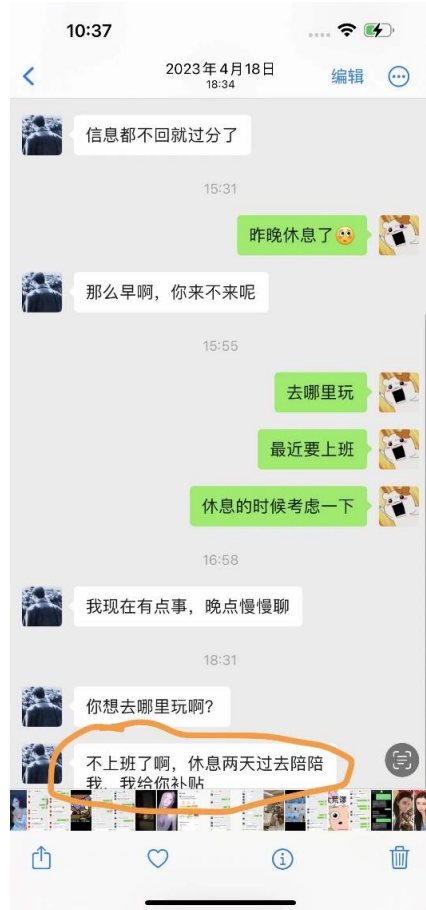 10:37
2023年4月18日
18:34
编辑
信息都不回就过分了
15:31
昨晚休息了
那么早啊，你来不来呢
15:55
去哪里玩
最近要上班
休息的时候考虑一下
16:58
我现在有点事，晚点慢慢聊
18:31
你想去哪里玩啊?
不上班了啊，休息两天过去陪陪
我，我给你补贴